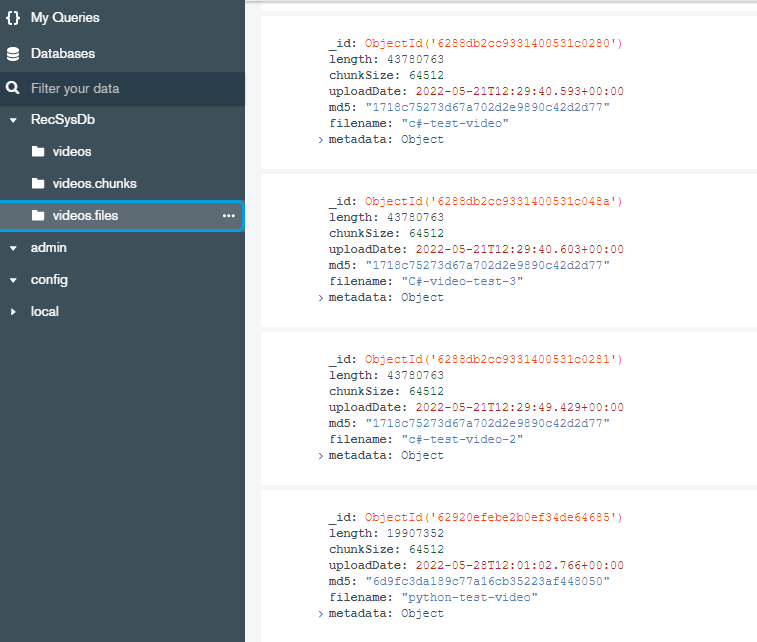 My Queries
Databases
Filter your data
RecSysDb
videos
videos.chunks
videos.files
admin
config
local
_id: ObjectId('6288db2cc9331400531c0280')
length: 43780763
chunkSize: 64512
uploadDate: 2022-05-21T12:29:40.593+00:00
md5: "1718c75273d67a702d2e9890c42d2d77"
filename: "c#-test-video"
metadata: Object
_id: ObjectId('6288db2cc9331400531c048a')
length: 43780763
chunkSize: 64512
uploadDate: 2022-05-21T12:29:40.603+00:00
md5: "1718c75273d67a702d2e9890c42d2d77"
filename: "C#-video-test-3"
metadata: Object
_id: ObjectId('6288db2cc9331400531c0281')
length: 43780763
chunkSize: 64512
uploadDate: 2022-05-21T12:29:49.429+00:00
md5: "1718c75273d67a702d2e9890c42d2d77"
filename: "c#-test-video-2"
metadata: Object
_id: ObjectId('62920efebe2b0ef34de64685')
length: 19907352
chunkSize: 64512
uploadDate: 2022-05-28T12:01:02.766+00:00
md5: "6d9fc3da189c77a16cb35223af448050"
filename: "python-test-video"
metadata: Object